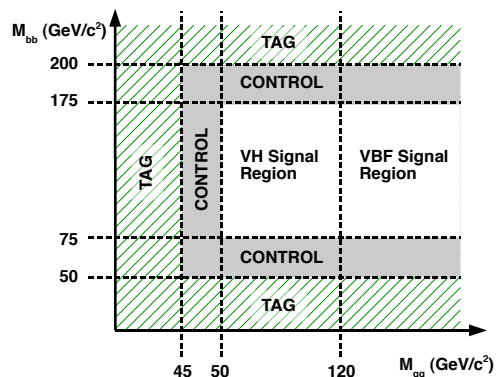 M_bb (GeV/c²)
TAG
200
CONTROL
175
TAG
CONTROL
VH Signal
Region
VBF Signal
Region
75
CONTROL
50
TAG
45 50 120
M_qq (GeV/c²)